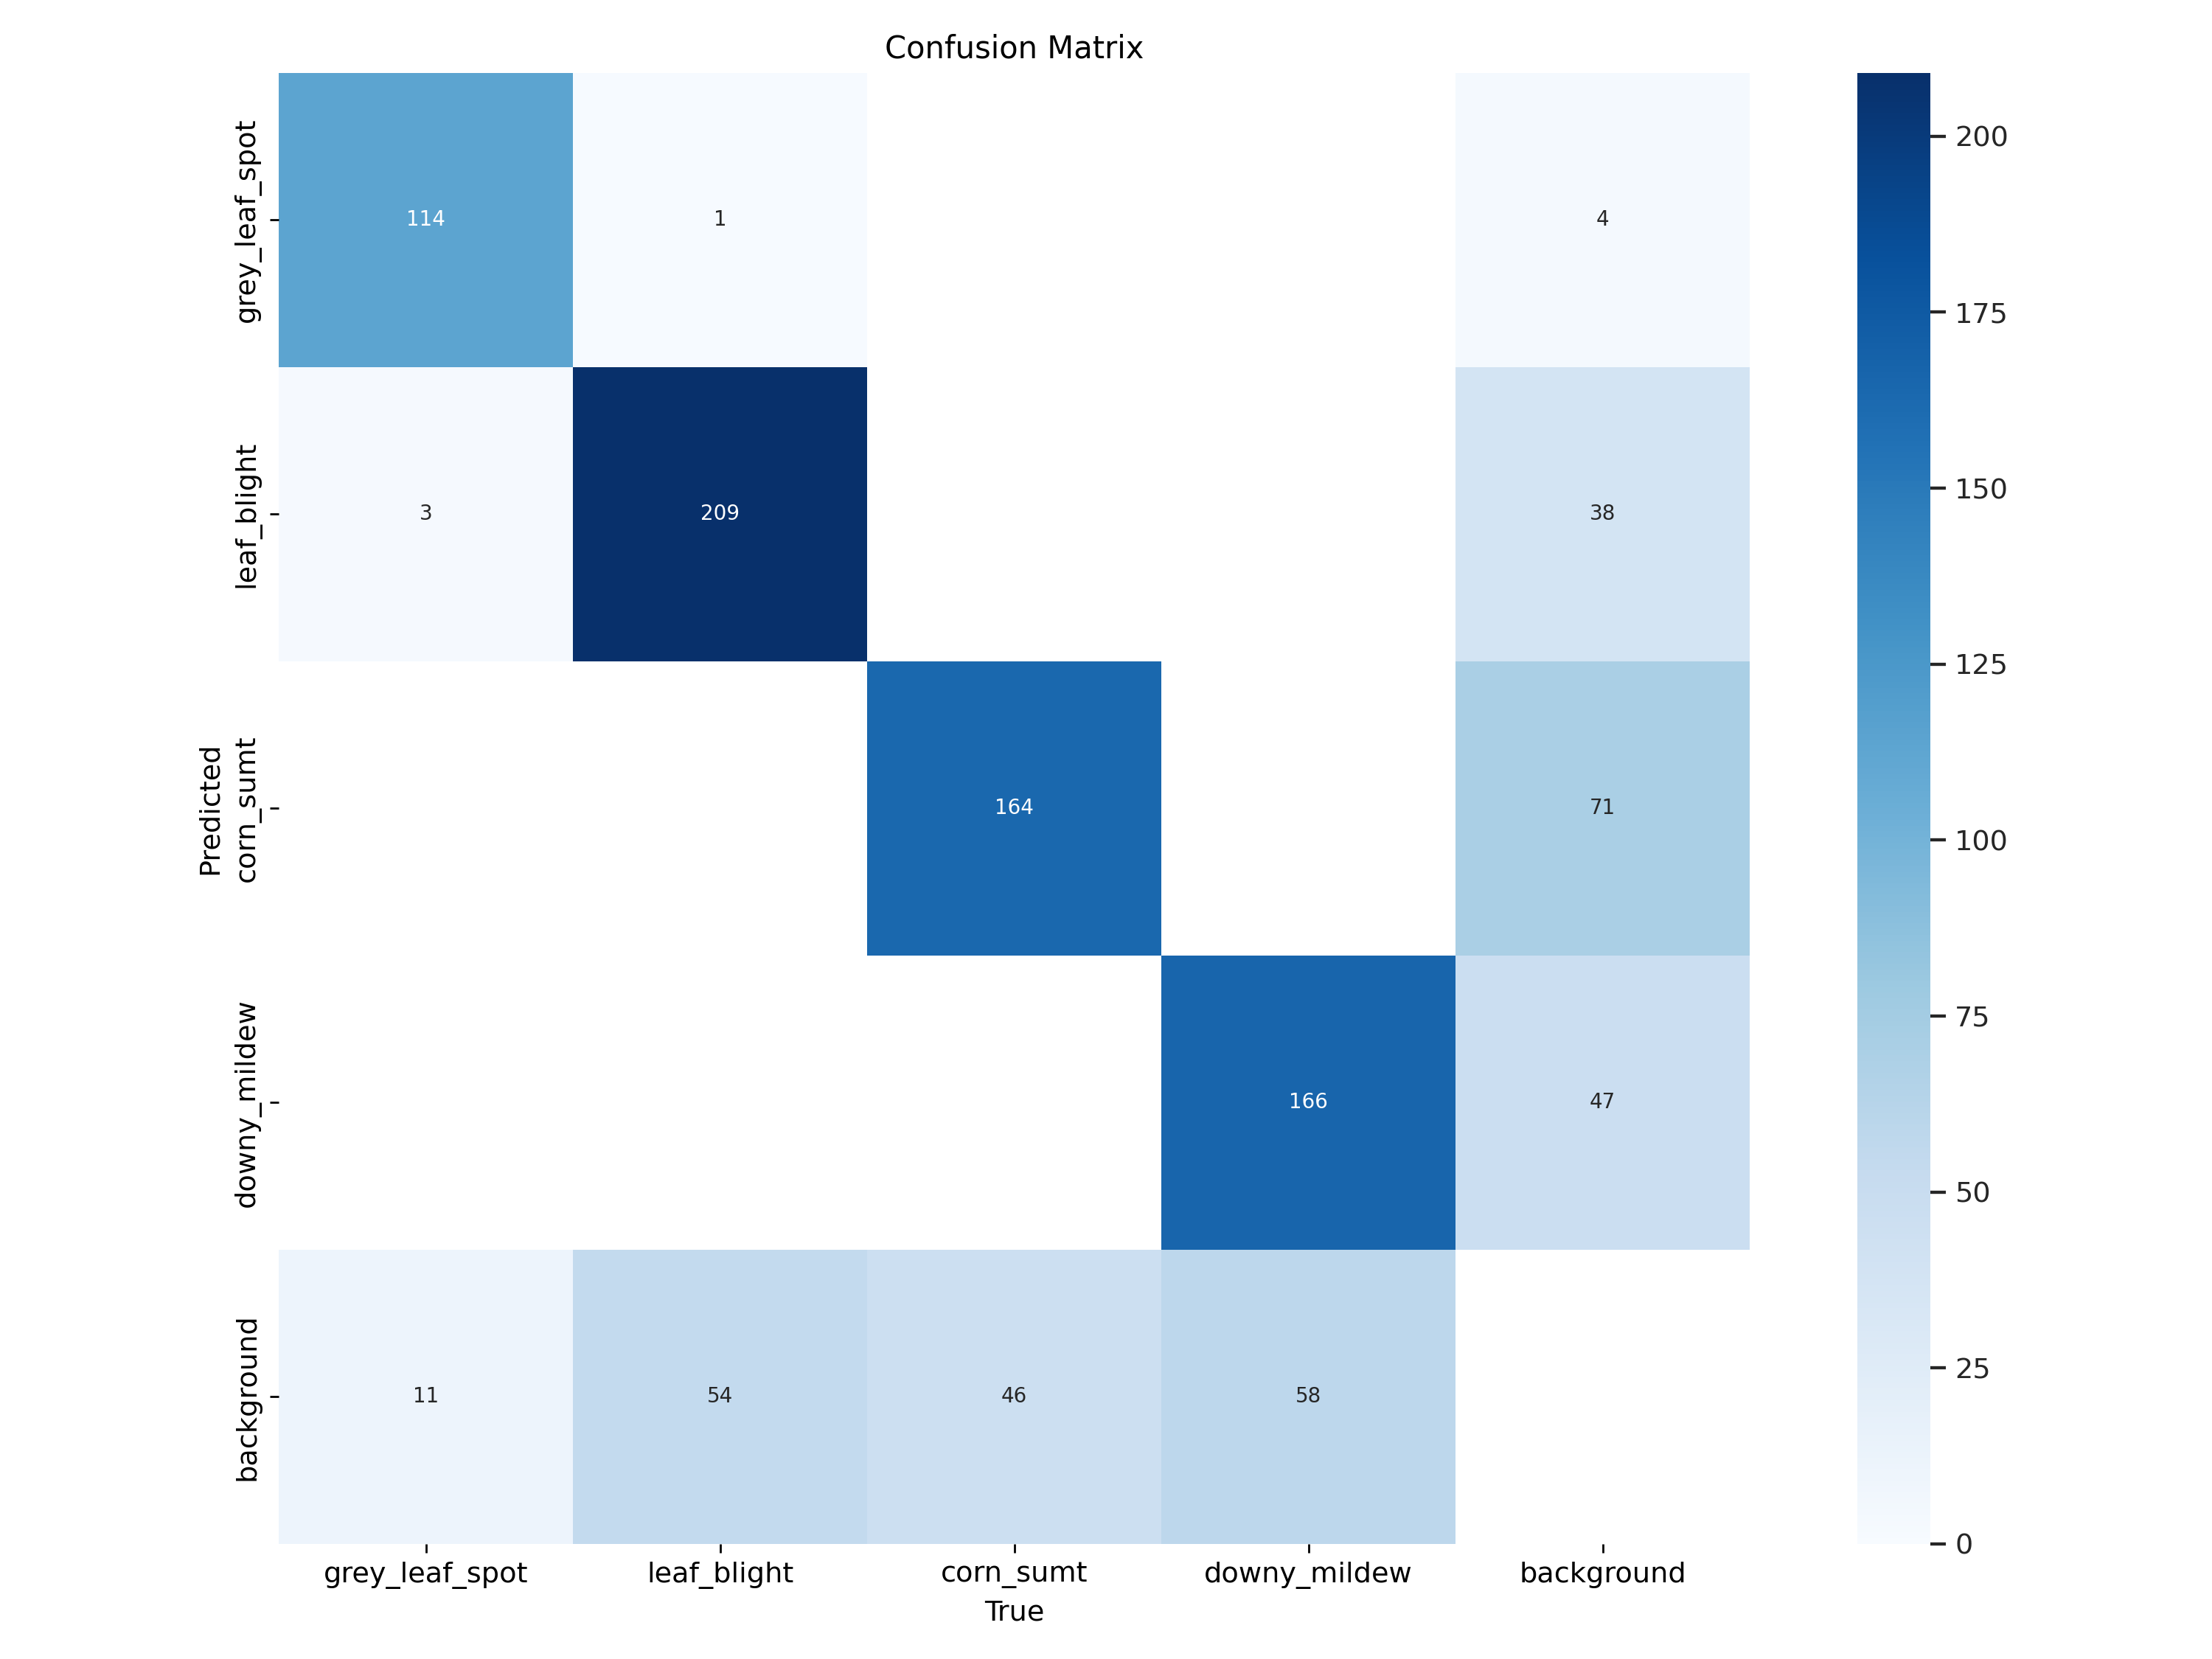 Confusion Matrix
Predicted
grey_leaf_spot
114
1
4
leaf_blight
3
209
38
corn_sumt
164
71
downy_mildew
166
47
background
11
54
46
58
grey_leaf_spot
leaf_blight
corn_sumt
downy_mildew
background
True
200
175
150
125
100
75
50
25
0